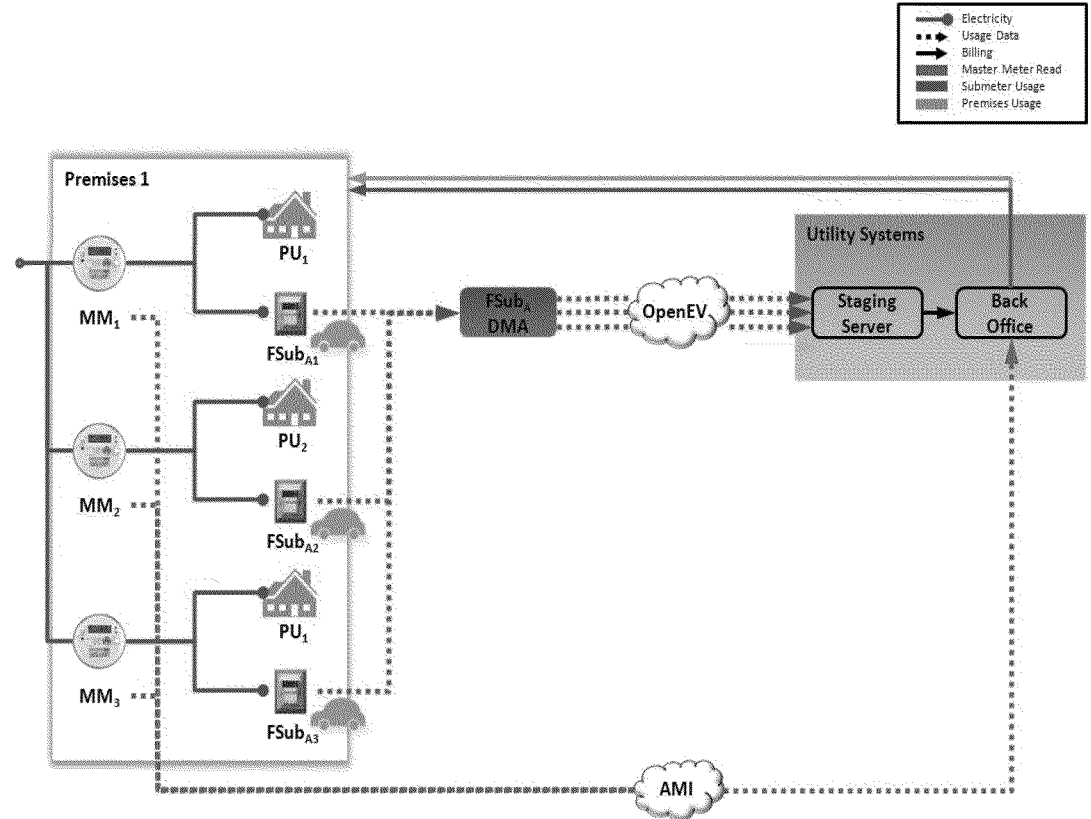 Electricity
Usage Data
Billing
Master Meter Read
Submeter Usage
Premises Usage
Premises 1
PU1
MM1
FSubA1
PU2
MM2
FSubA2
PU1
MM3
FSubA3
FSubA
DMA
OpenEV
Utility Systems
Staging
Server
Back
Office
AMI